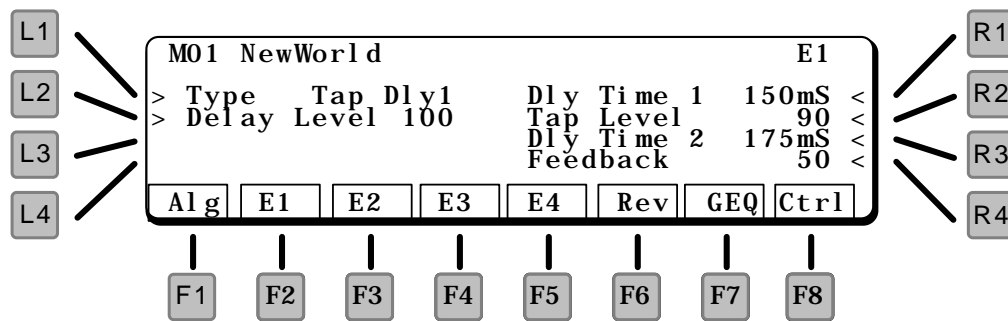 L1
R1
M01 NewWorld E1
L2
R2
> Type Tap Dly1 Dly Time 1 150mS <
> Delay Level 100 Tap Level 90 <
Dly Time 2 175mS <
Feedback 50 <
L3
R3
L4
R4
Alg E1 E2 E3 E4 Rev GEQ Ctrl
F1 F2 F3 F4 F5 F6 F7 F8